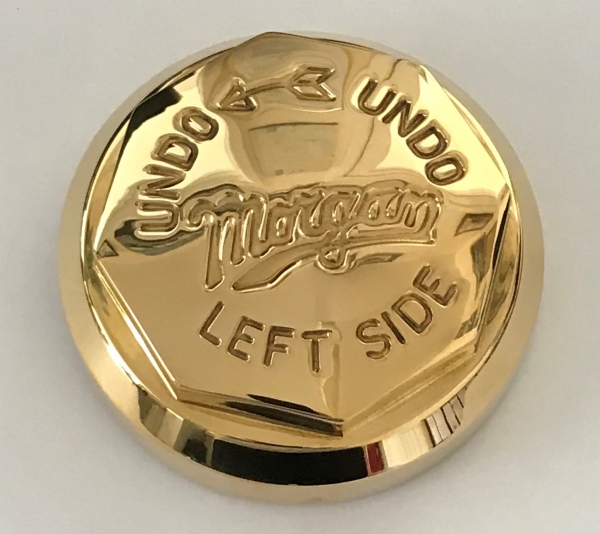 UNDO UNDO
Morgan
LEFT SIDE